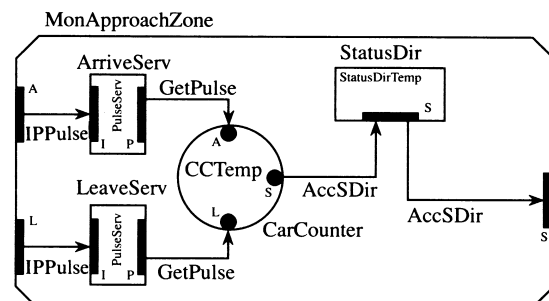 MonApproachZone
ArriveServ
StatusDir
A
GetPulse
StatusDirTemp
PulseServ
S
IPPulse
I
P
A
CCTemp
LeaveServ
S
AccSDir
AccSDir
L
PulseServ
L
CarCounter
S
IPPulse
I
P
GetPulse